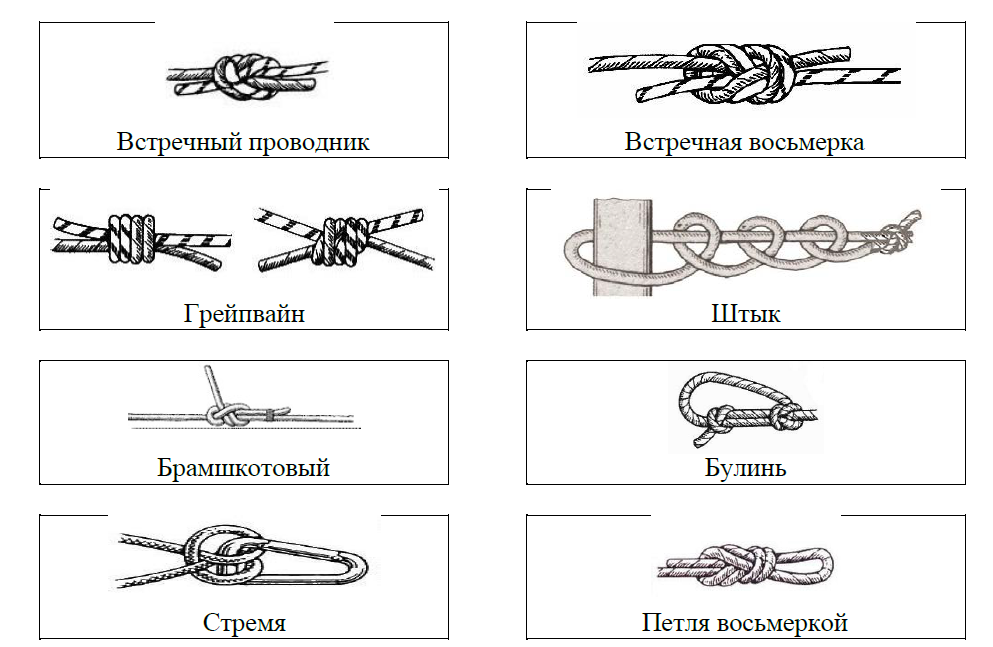 Встречный проводник
Встречная восьмерка
Грейпвайн
Штык
Брамшкотовый
Булинь
Стремя
Петля восьмеркой